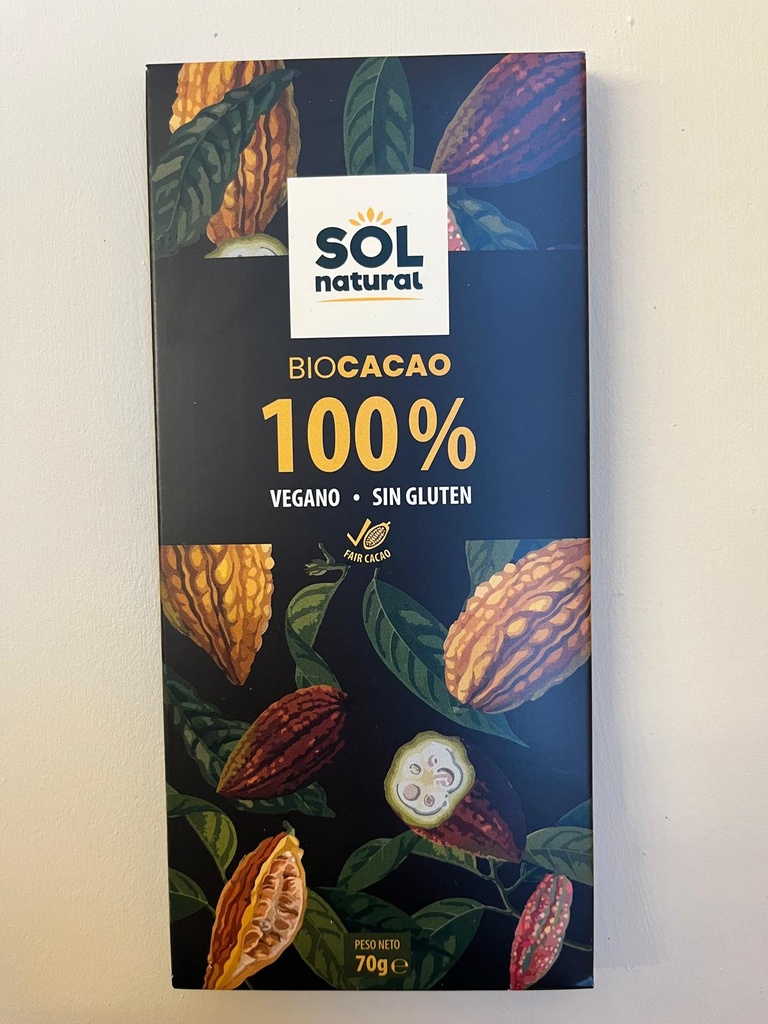 SOL
natural
BIOCACAO
100%
VEGANO • SIN GLUTEN
FAIR CACAO
PESO NETO
70g ℮